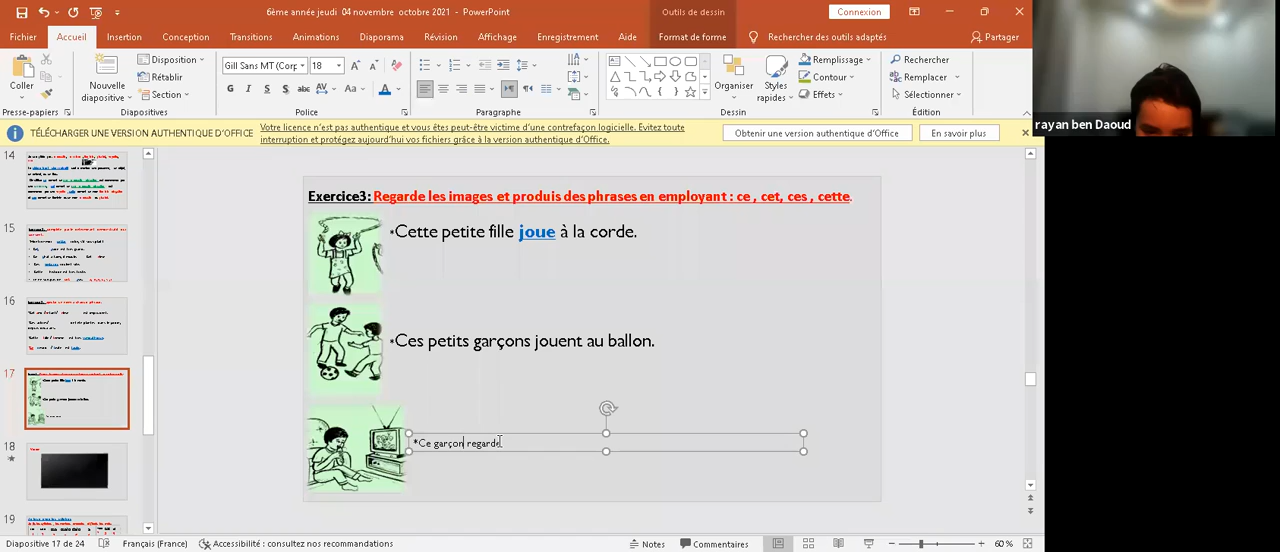 6ème année jeudi 04 novembre octobre 2021 - PowerPoint
Outils de dessin
Connexion
Fichier Accueil Insertion Conception Transitions Animations Diaporama Révision Affichage Enregistrement Aide Format de forme Rechercher des outils adaptés Partager
Coller
Nouvelle diapositive
Disposition
Rétablir
Section
Gill Sans MT (Corp 18
G I S
Organiser
Styles rapides
Remplissage
Contour
Effets
Rechercher
Remplacer
Sélectionner
Presse-papiers Diapositives Police Paragraphe Dessin Édition
TÉLÉCHARGER UNE VERSION AUTHENTIQUE D'OFFICE
Votre licence n'est pas authentique et vous êtes peut-être victime d'une contrefaçon logicielle. Évitez toute
interruption et protégez aujourd'hui vos fichiers grâce à la version authentique d'Office.
Obtenir une version authentique d'Office
En savoir plus
rayan ben Daoud
14
15
16
17
18
19
Exercice3: Regarde les images et produis des phrases en employant : ce , cet, ces , cette.
*Cette petite fille joue à la corde.
*Ces petits garçons jouent au ballon.
*Ce garçon regarde
Diapositive 17 de 24 Français (France) Accessibilité : consultez nos recommandations Notes Commentaires 60 %